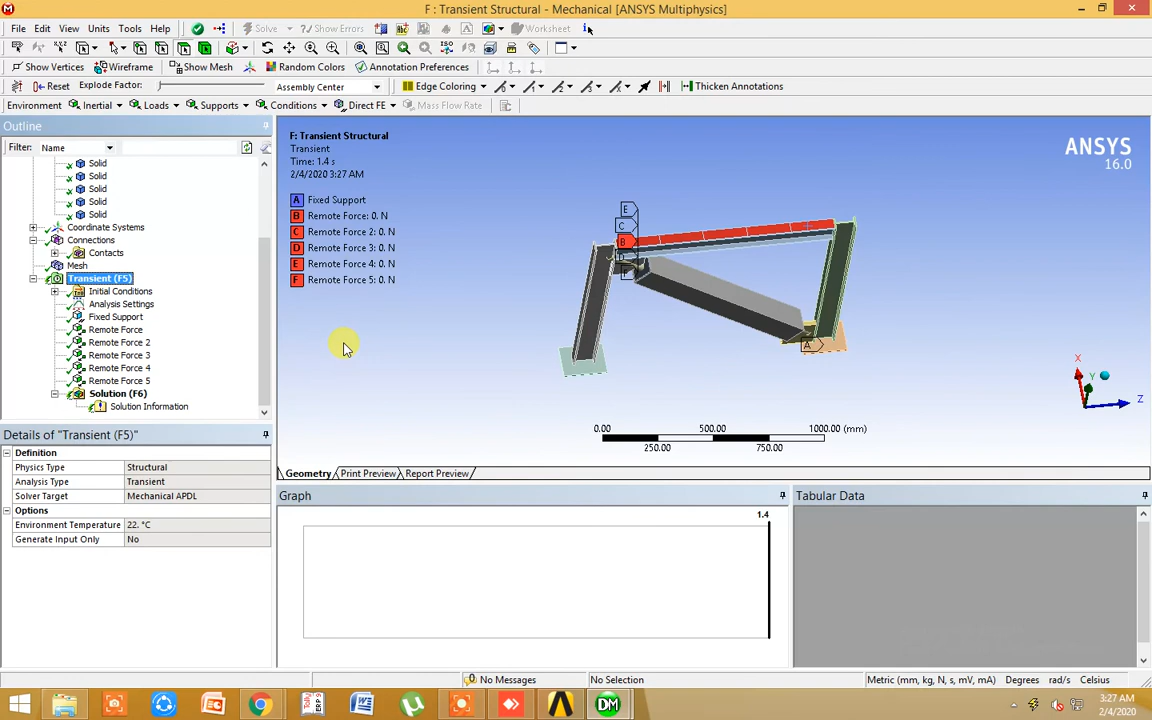 F : Transient Structural - Mechanical [ANSYS Multiphysics]
File Edit View Units Tools Help Solve Show Errors Worksheet i
Show Vertices Wireframe Show Mesh Random Colors Annotation Preferences
Reset Explode Factor: Assembly Center Edge Coloring Thicken Annotations
Environment Inertial Loads Supports Conditions Direct FE Mass Flow Rate
Outline
Filter: Name
Solid
Solid
Solid
Solid
Solid
Coordinate Systems
Connections
Contacts
Mesh
Transient (F5)
Initial Conditions
Analysis Settings
Fixed Support
Remote Force
Remote Force 2
Remote Force 3
Remote Force 4
Remote Force 5
Solution (F6)
Solution Information
Details of "Transient (F5)"
Definition
Physics Type Structural
Analysis Type Transient
Solver Target Mechanical APDL
Options
Environment Temperature 22. °C
Generate Input Only No
F: Transient Structural
Transient
Time: 1.4 s
2/4/2020 3:27 AM
A Fixed Support
B Remote Force: 0. N
C Remote Force 2: 0. N
D Remote Force 3: 0. N
E Remote Force 4: 0. N
F Remote Force 5: 0. N
ANSYS
16.0
E
C
B
D
F
A
X
Y
Z
0.00 500.00 1000.00 (mm)
250.00 750.00
Geometry Print Preview Report Preview
Graph
1.4
Tabular Data
No Messages No Selection Metric (mm, kg, N, s, mV, mA) Degrees rad/s Celsius
DM
3:27 AM
2/4/2020